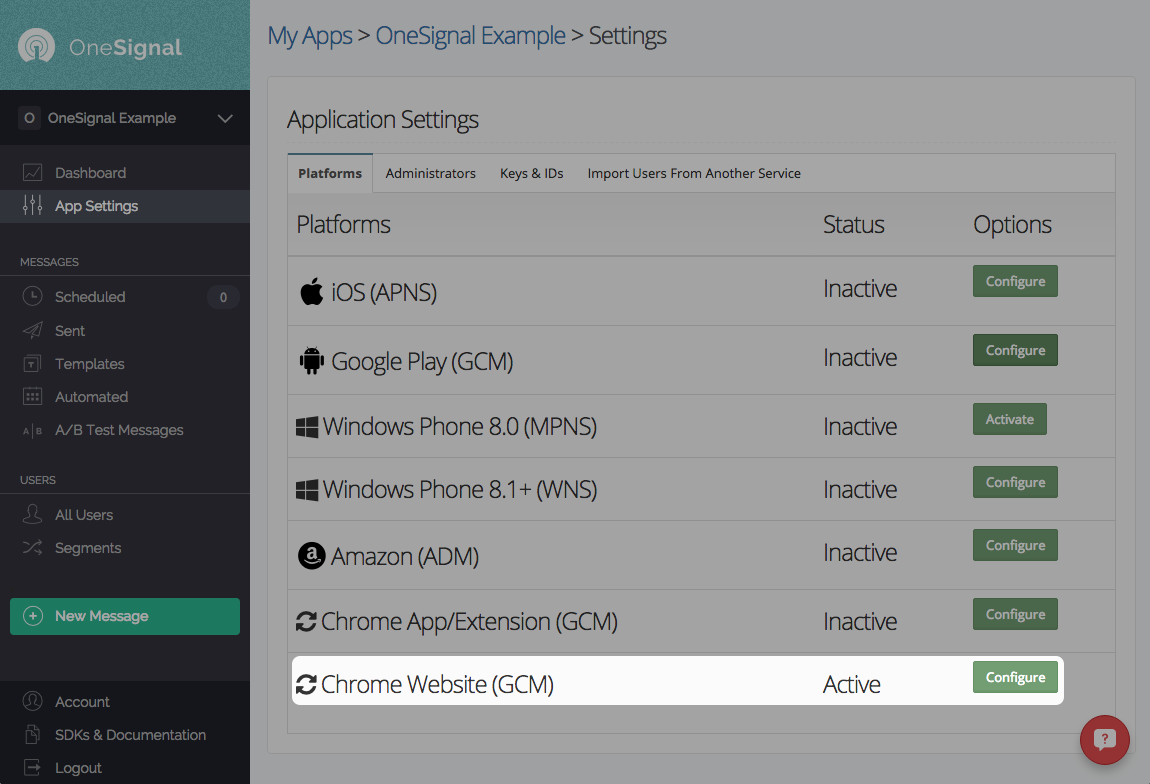 OneSignal
O OneSignal Example
Dashboard
App Settings
MESSAGES
Scheduled 0
Sent
T Templates
Automated
A|B A/B Test Messages
USERS
All Users
Segments
+ New Message
Account
SDKs & Documentation
Logout
My Apps > OneSignal Example > Settings
Application Settings
Platforms Administrators Keys & IDs Import Users From Another Service
Platforms Status Options
iOS (APNS) Inactive Configure
Google Play (GCM) Inactive Configure
Windows Phone 8.0 (MPNS) Inactive Activate
Windows Phone 8.1+ (WNS) Inactive Configure
a Amazon (ADM) Inactive Configure
Chrome App/Extension (GCM) Inactive Configure
Chrome Website (GCM) Active Configure
?